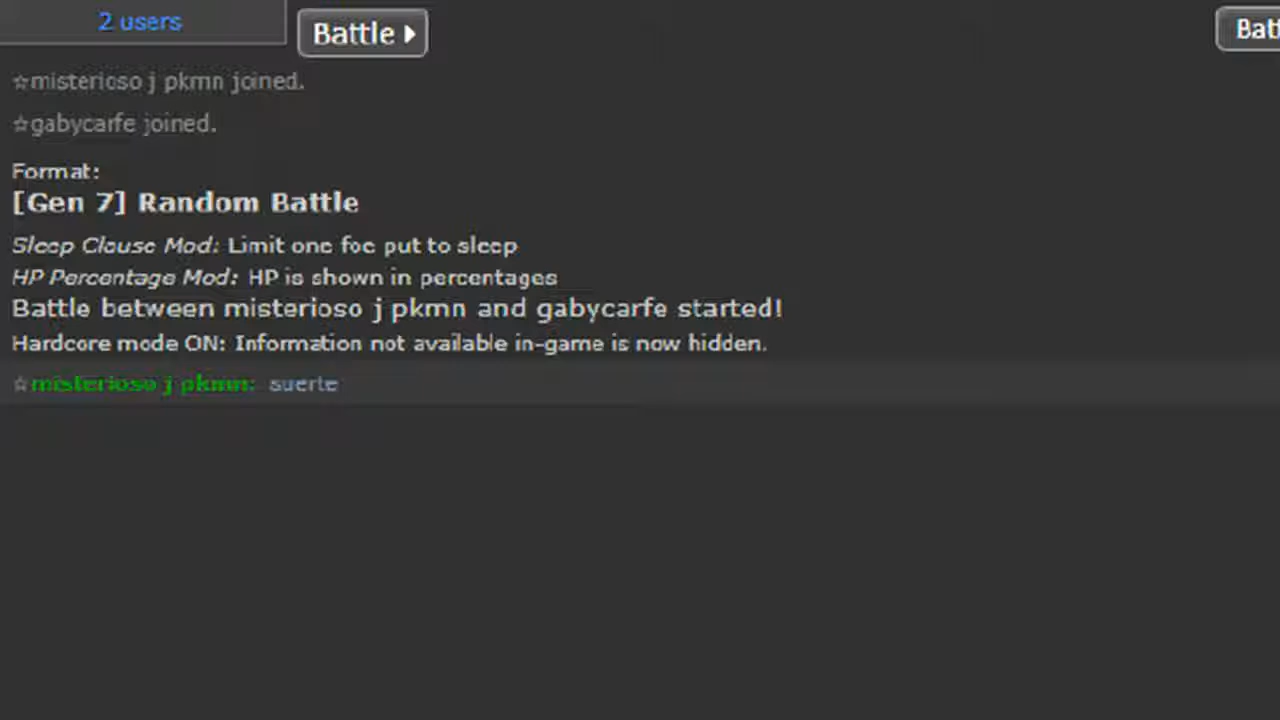 2 users
Battle
Batt
☆misterioso j pkmn joined.
☆gabycarfe joined.
Format:
[Gen 7] Random Battle
Sleep Clause Mod: Limit one foe put to sleep
HP Percentage Mod: HP is shown in percentages
Battle between misterioso j pkmn and gabycarfe started!
Hardcore mode ON: Information not available in-game is now hidden.
☆misterioso j pkmn: suerte